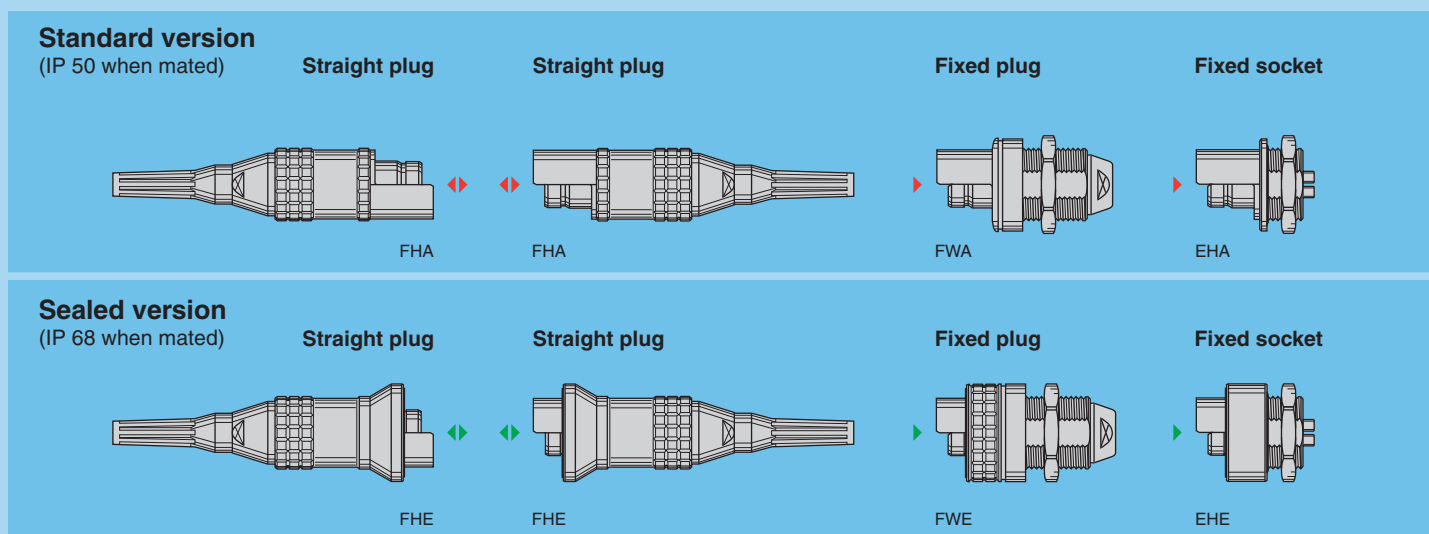 Standard version
(IP 50 when mated)
Straight plug
Straight plug
Fixed plug
Fixed socket
FHA
FHA
FWA
EHA
Sealed version
(IP 68 when mated)
Straight plug
Straight plug
Fixed plug
Fixed socket
FHE
FHE
FWE
EHE